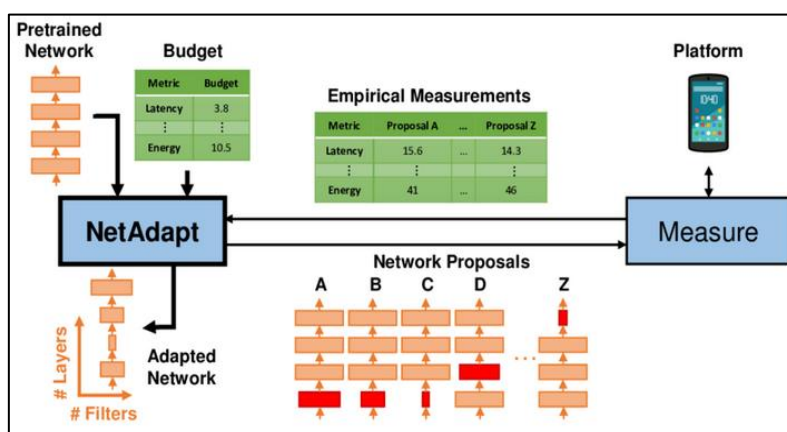 Pretrained
Network
Budget
Metric Budget
Latency 3.8
⋮ ⋮
Energy 10.5
Empirical Measurements
Metric Proposal A ... Proposal Z
Latency 15.6 ... 14.3
⋮ ⋮ ⋮
Energy 41 ... 46
Platform
10:40
NetAdapt
Measure
Network Proposals
A B C D Z
...
Adapted
Network
# Layers
# Filters